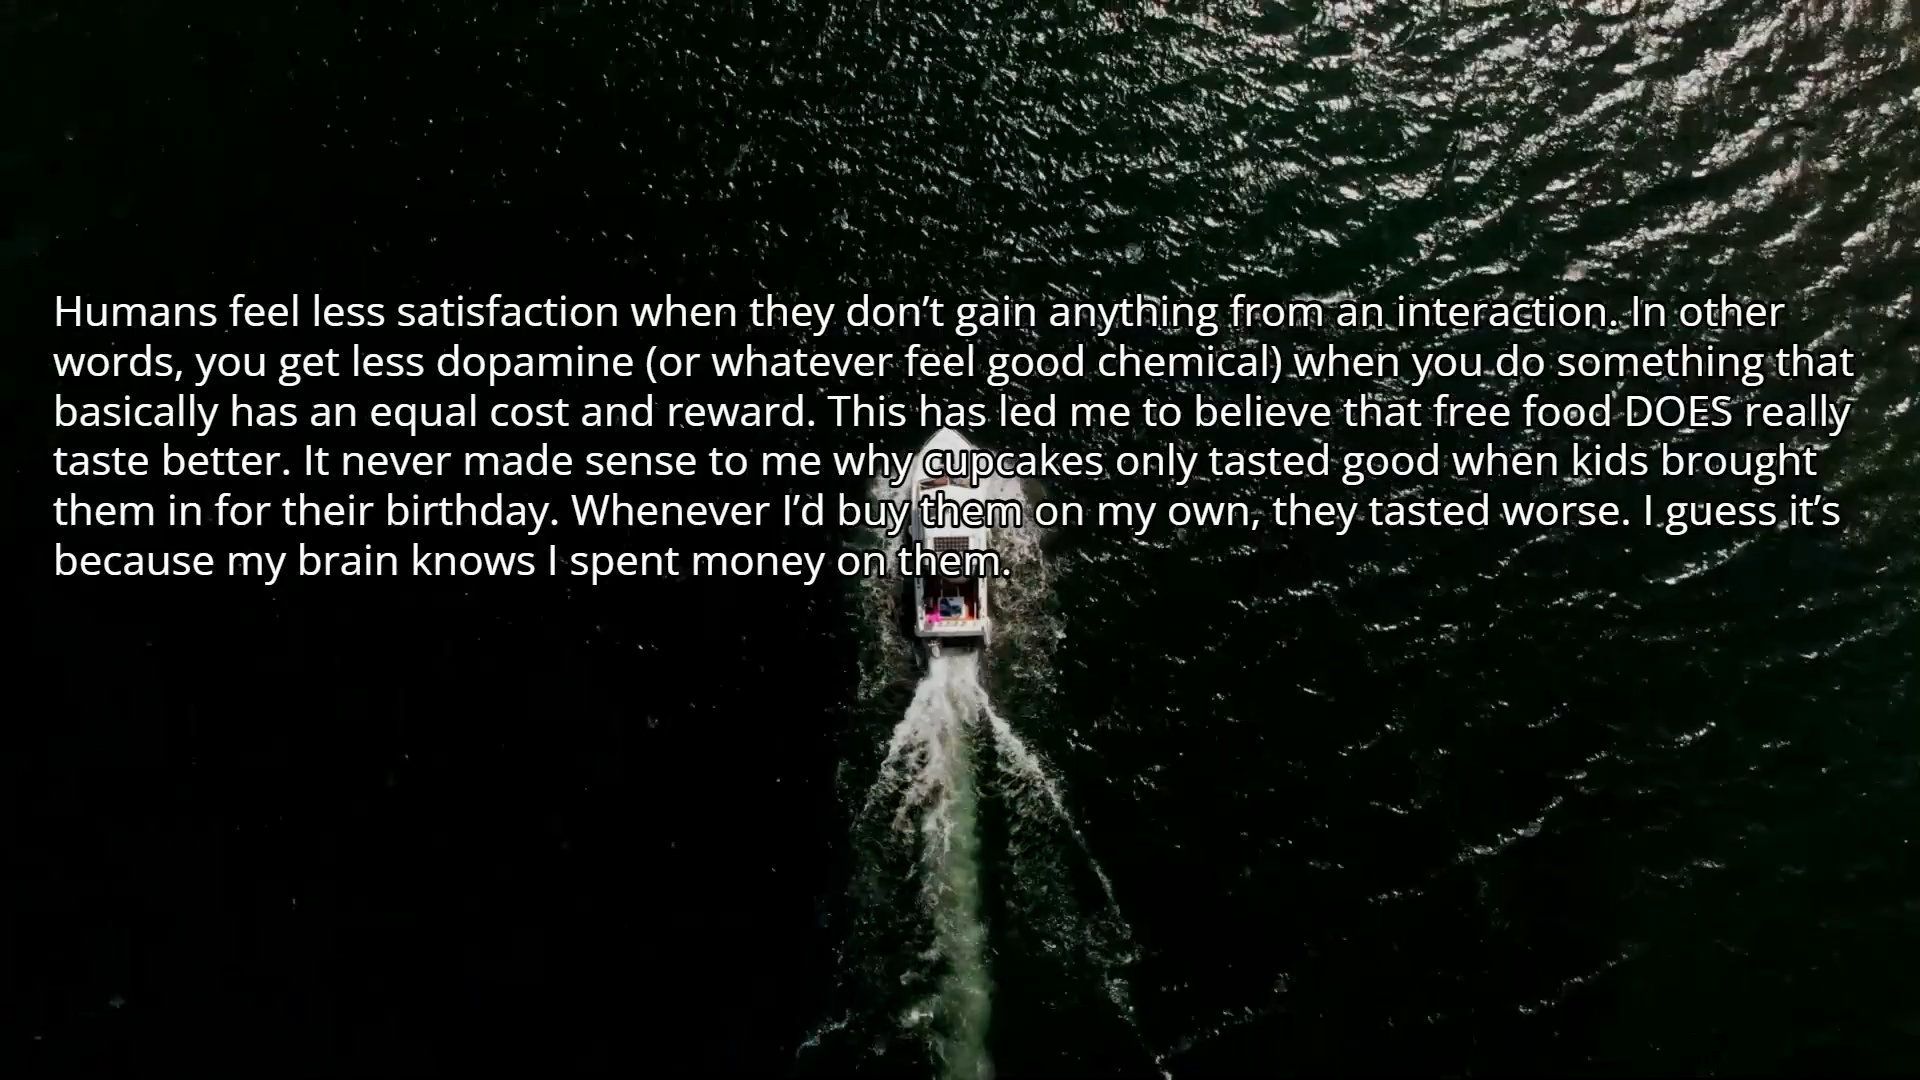 Humans feel less satisfaction when they don’t gain anything from an interaction. In other
words, you get less dopamine (or whatever feel good chemical) when you do something that
basically has an equal cost and reward. This has led me to believe that free food DOES really
taste better. It never made sense to me why cupcakes only tasted good when kids brought
them in for their birthday. Whenever I’d buy them on my own, they tasted worse. I guess it’s
because my brain knows I spent money on them.